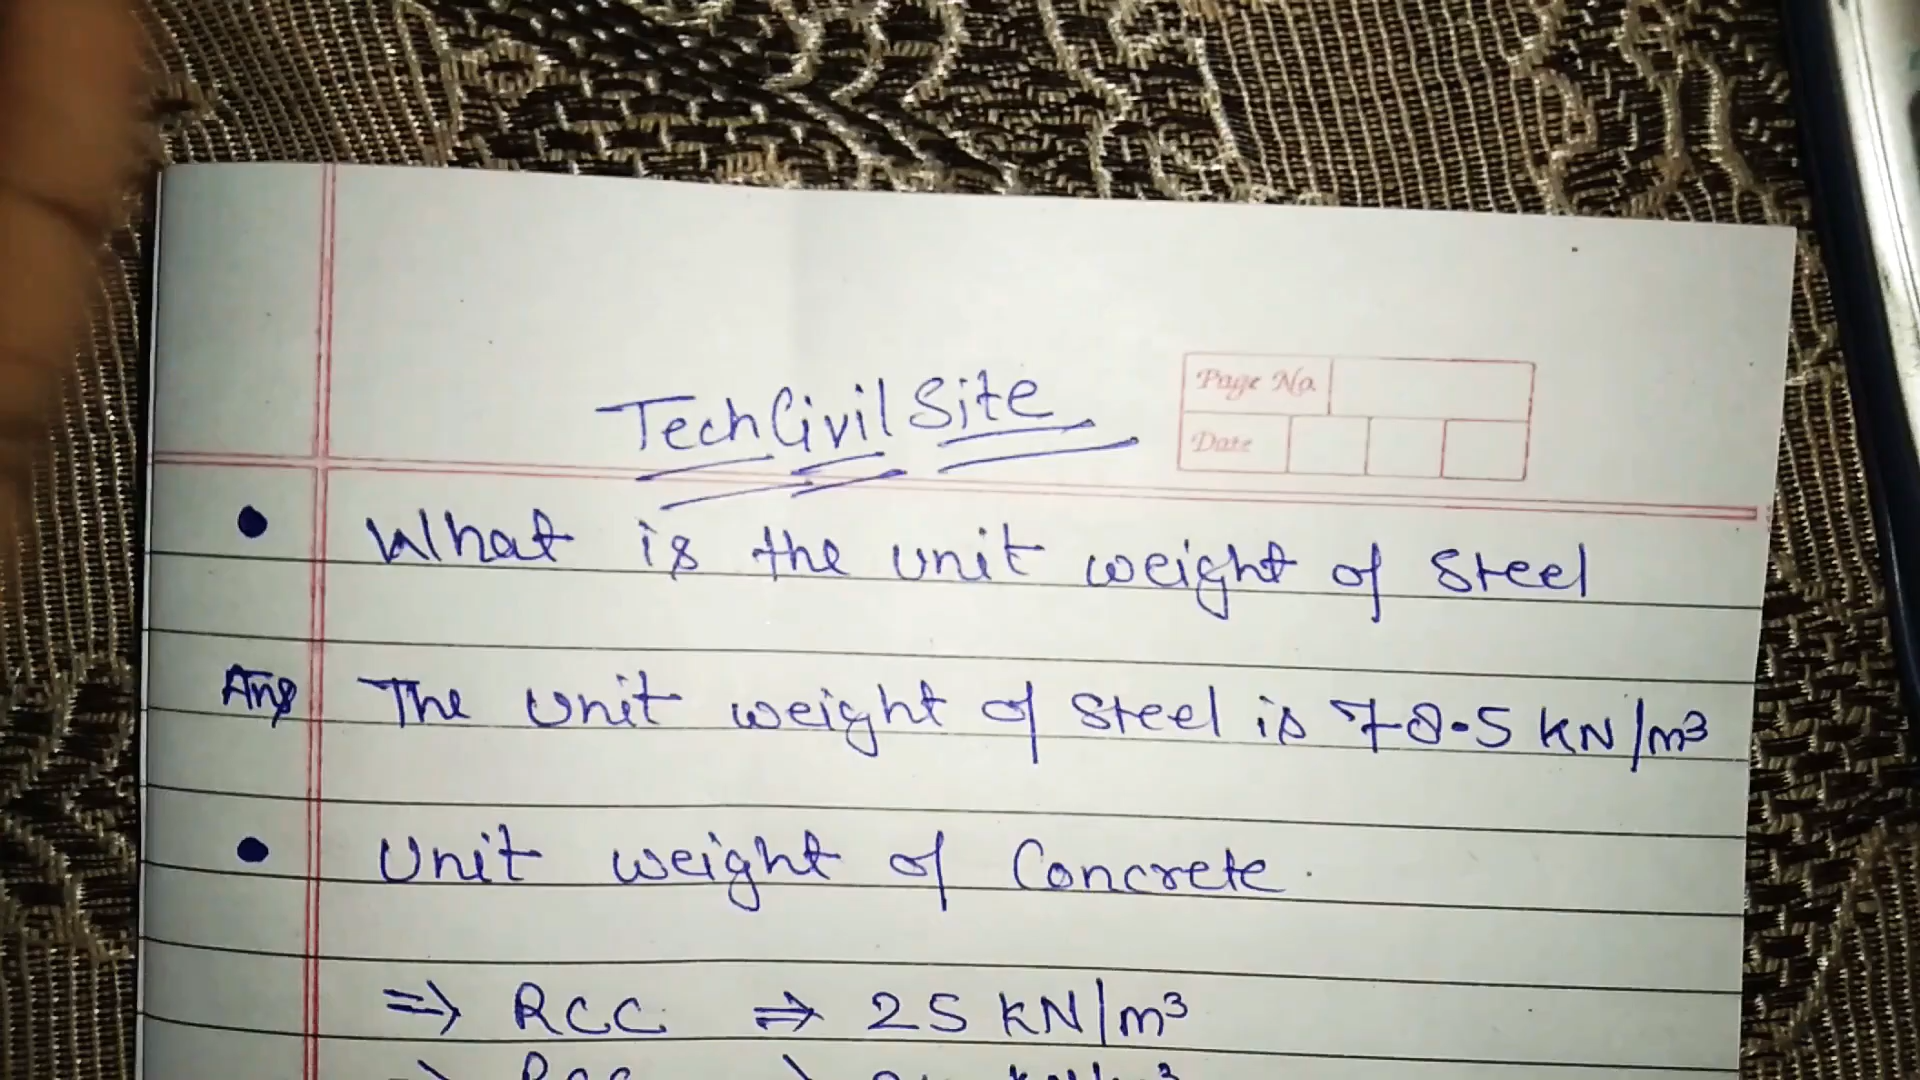 TechCivil Site
Page No.
Date
• What is the unit weight of steel
Ans The unit weight of steel is 78.5 KN/m³
• Unit weight of Concrete.
⇒ RCC ⇒ 25 KN/m³